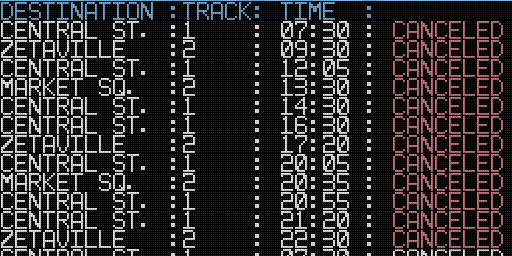 DESTINATION :TRACK: TIME :
CENTRAL ST. :1 : 07:30 : CANCELED
ZETAVILLE :2 : 09:30 : CANCELED
CENTRAL ST. :1 : 12:05 : CANCELED
MARKET SQ. :2 : 13:30 : CANCELED
CENTRAL ST. :1 : 14:30 : CANCELED
CENTRAL ST. :1 : 16:30 : CANCELED
ZETAVILLE :2 : 17:20 : CANCELED
CENTRAL ST. :1 : 20:05 : CANCELED
MARKET SQ. :2 : 20:35 : CANCELED
CENTRAL ST. :1 : 20:55 : CANCELED
CENTRAL ST. :1 : 21:20 : CANCELED
ZETAVILLE :2 : 22:30 : CANCELED